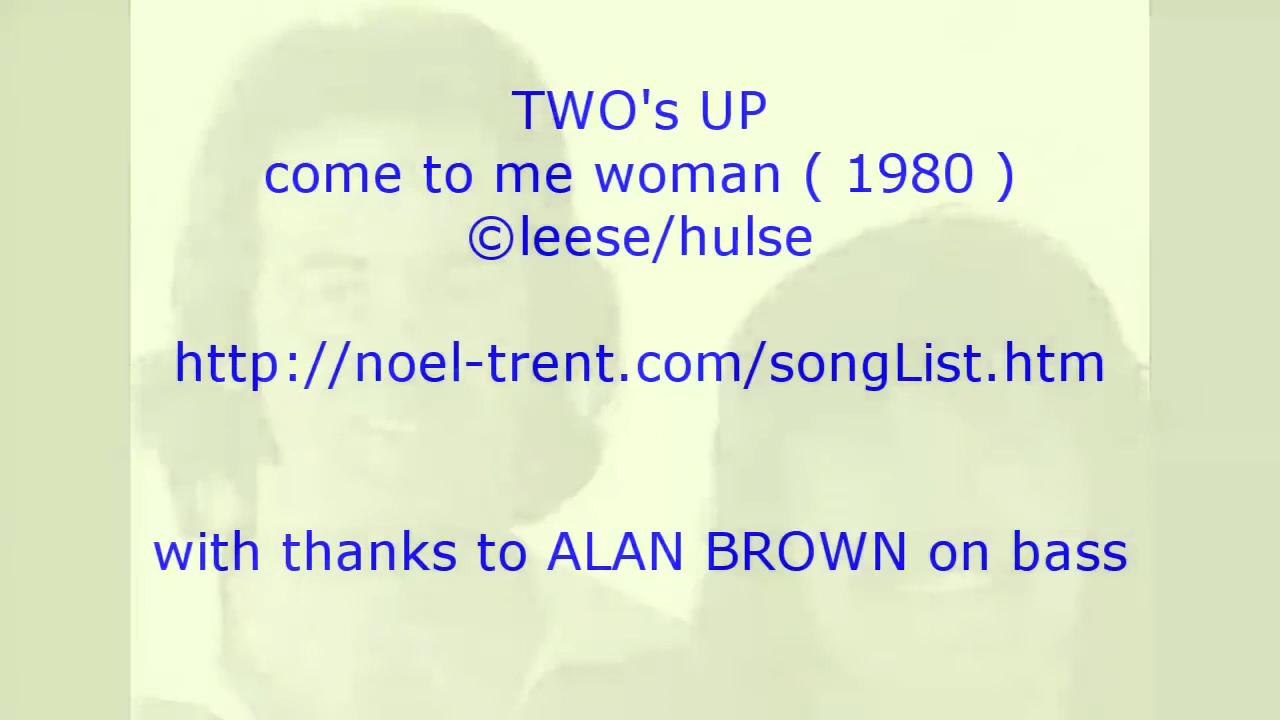 TWO's UP
come to me woman ( 1980 )
©leese/hulse
http://noel-trent.com/songList.htm
with thanks to ALAN BROWN on bass